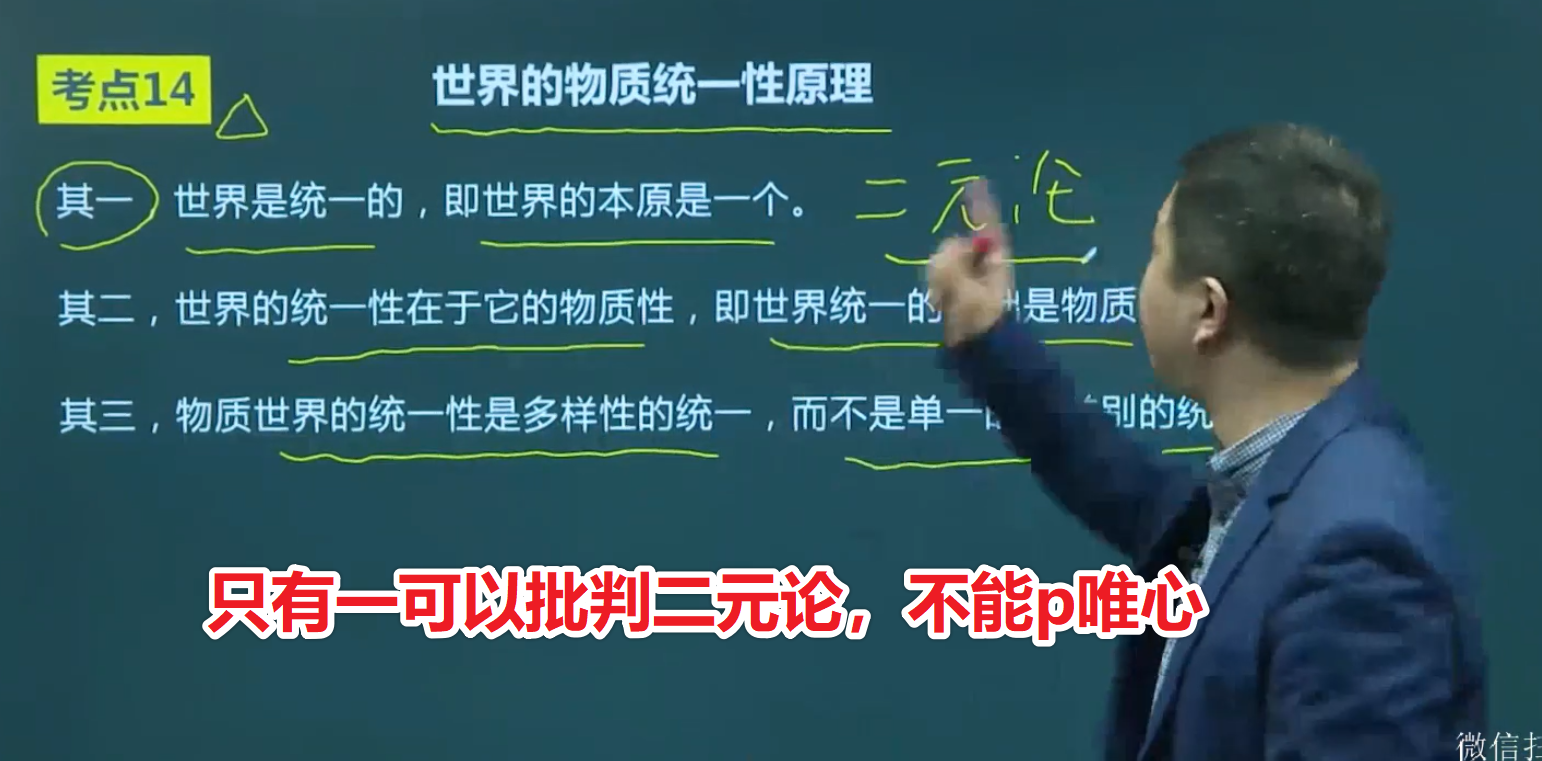 考点14
世界的物质统一性原理
其一 世界是统一的，即世界的本原是一个。 二元论
其二，世界的统一性在于它的物质性，即世界统一的 是物质
其三，物质世界的统一性是多样性的统一，而不是单一 别的统
只有一可以批判二元论，不能p唯心
微信扫